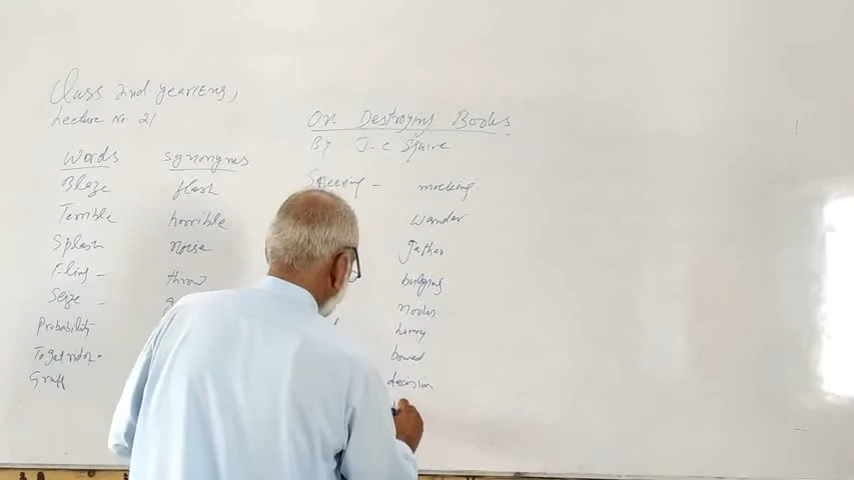 Class 2nd year(Eng)
Lecture No. 21
On Destroying Books
By J-C Squire
Words synonyms
Blaze flash
Terrible horrible
Splash noise
Fling - throw
Seize -
Probability
To get rid of -
Gruff
Sneering - mocking
wander
gather
bulging
nooks
hurry
bowed
decision